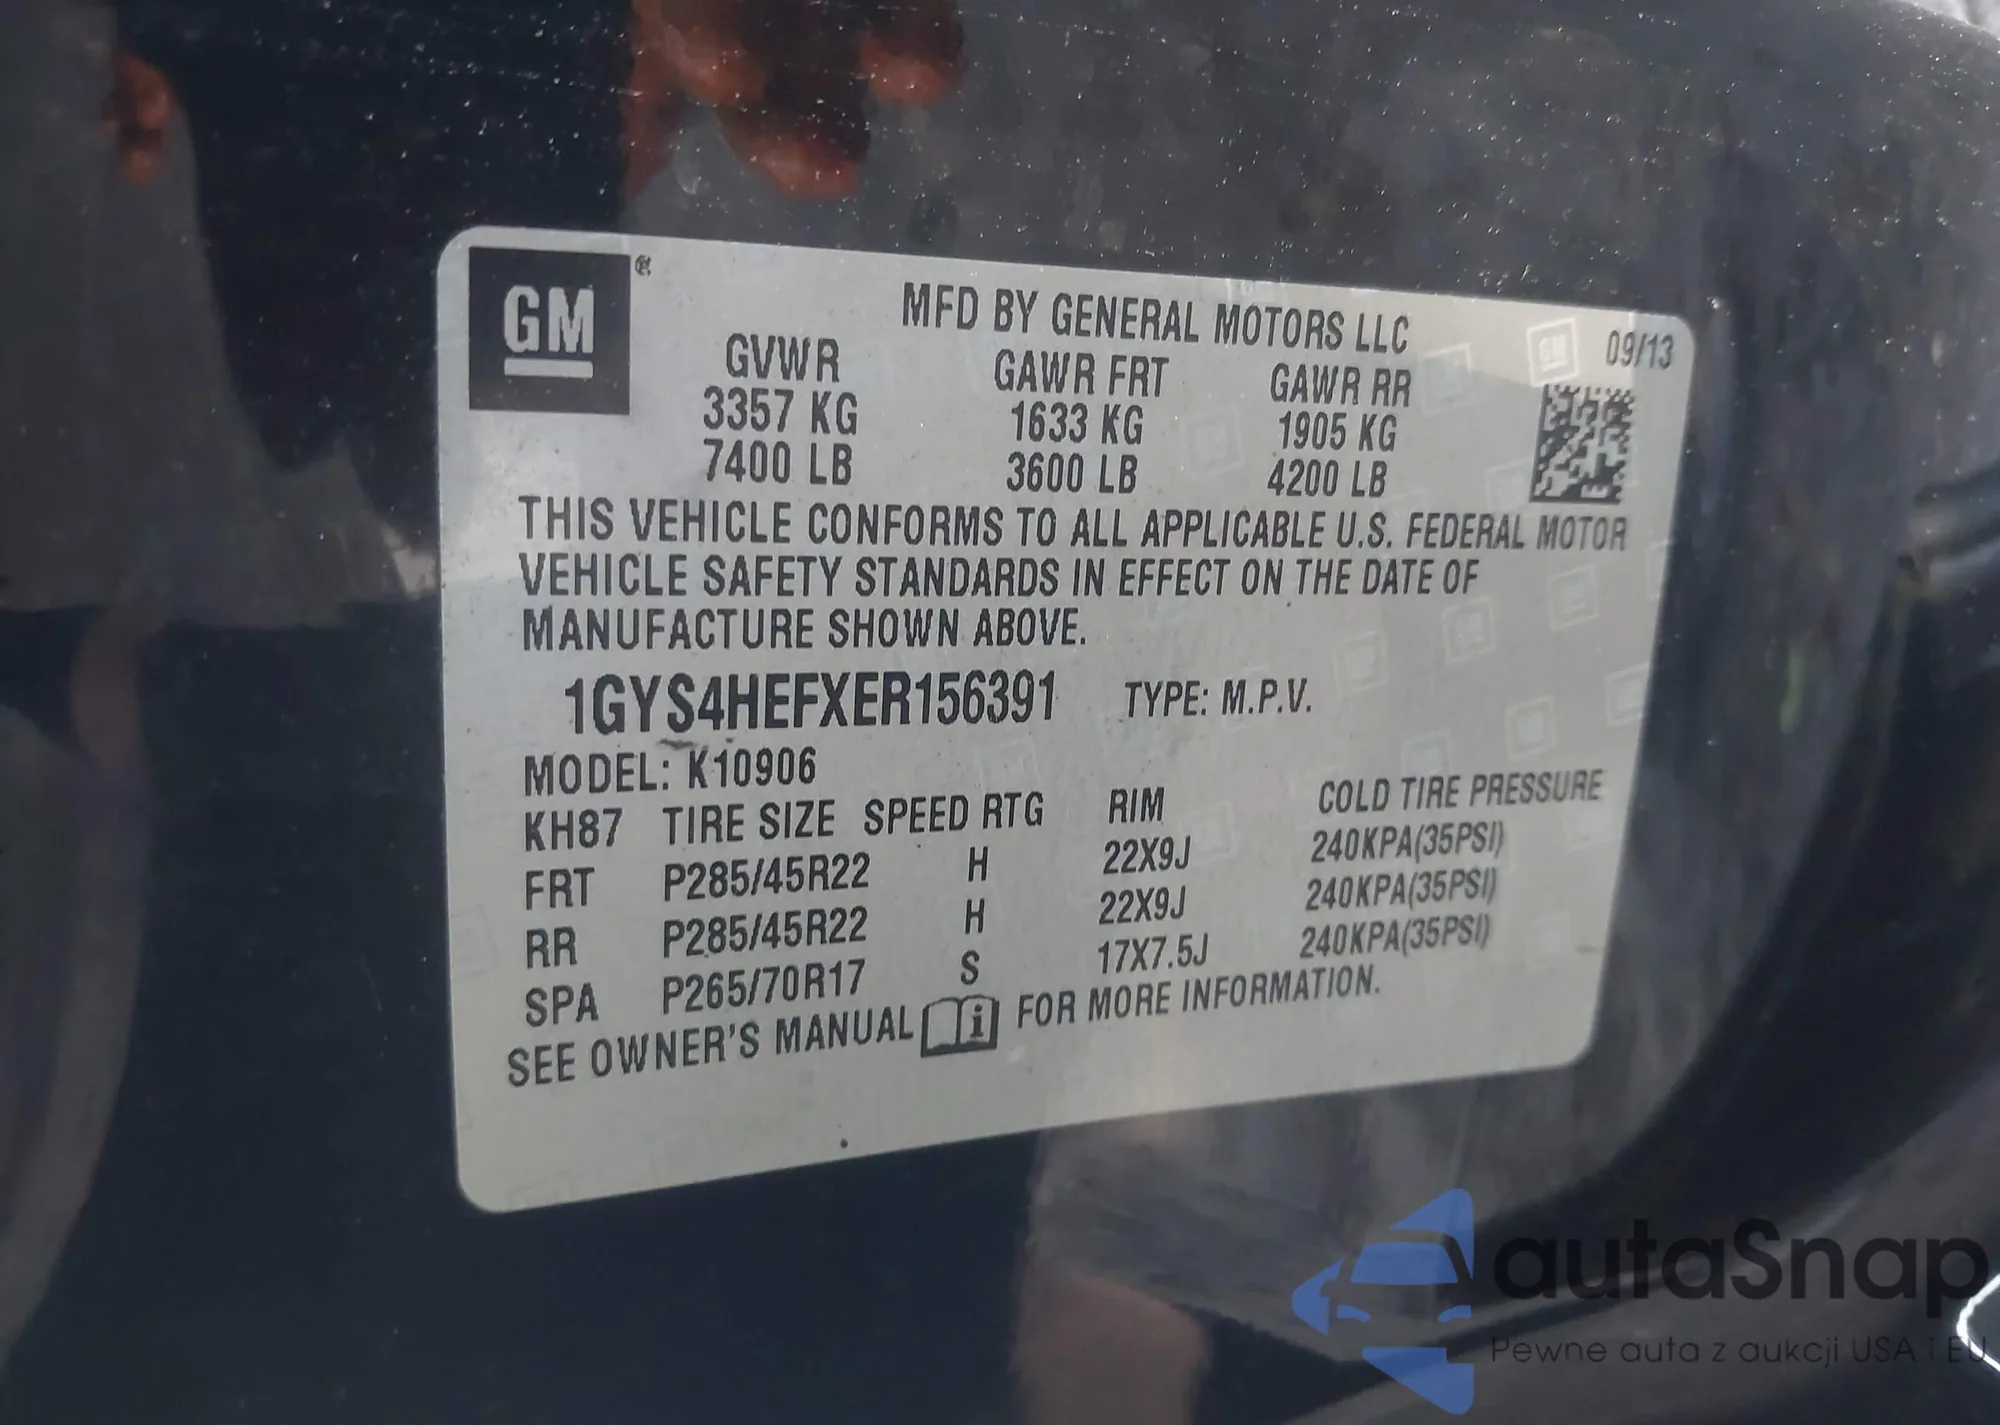 GM
MFD BY GENERAL MOTORS LLC 09/13
GVWR GAWR FRT GAWR RR
3357 KG 1633 KG 1905 KG
7400 LB 3600 LB 4200 LB
THIS VEHICLE CONFORMS TO ALL APPLICABLE U.S. FEDERAL MOTOR
VEHICLE SAFETY STANDARDS IN EFFECT ON THE DATE OF
MANUFACTURE SHOWN ABOVE.
1GYS4HEFXER156391 TYPE: M.P.V.
MODEL: K10906
KH87 TIRE SIZE SPEED RTG RIM COLD TIRE PRESSURE
FRT P285/45R22 H 22X9J 240KPA(35PSI)
RR P285/45R22 H 22X9J 240KPA(35PSI)
SPA P265/70R17 S 17X7.5J 240KPA(35PSI)
SEE OWNER'S MANUAL i FOR MORE INFORMATION.
autaSnap
Pewne auta z aukcji USA i EU